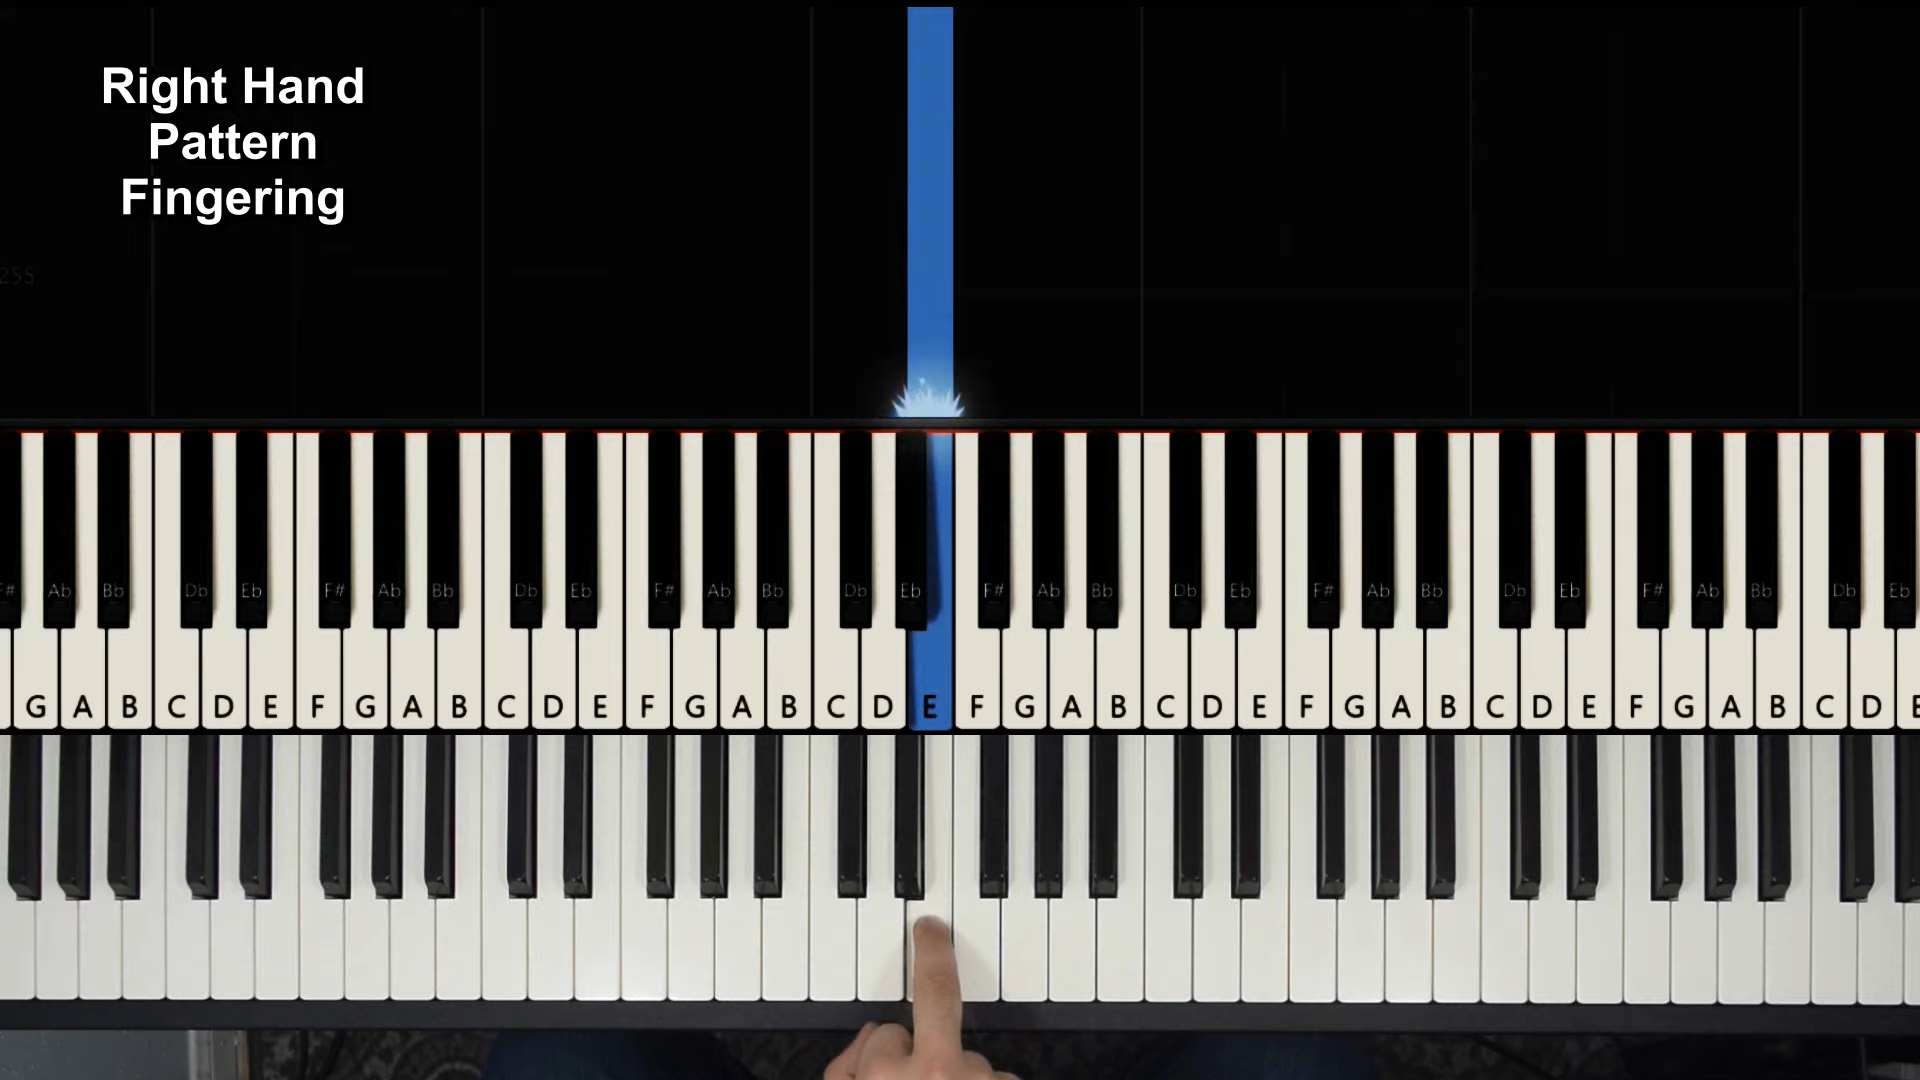 Right Hand
Pattern
Fingering
255
F# Ab Bb Db Eb F# Ab Bb Db Eb F# Ab Bb Db Eb F# Ab Bb Db Eb F# Ab Bb Db Eb F# Ab Bb Db Eb
G A B C D E F G A B C D E F G A B C D E F G A B C D E F G A B C D E F G A B C D E